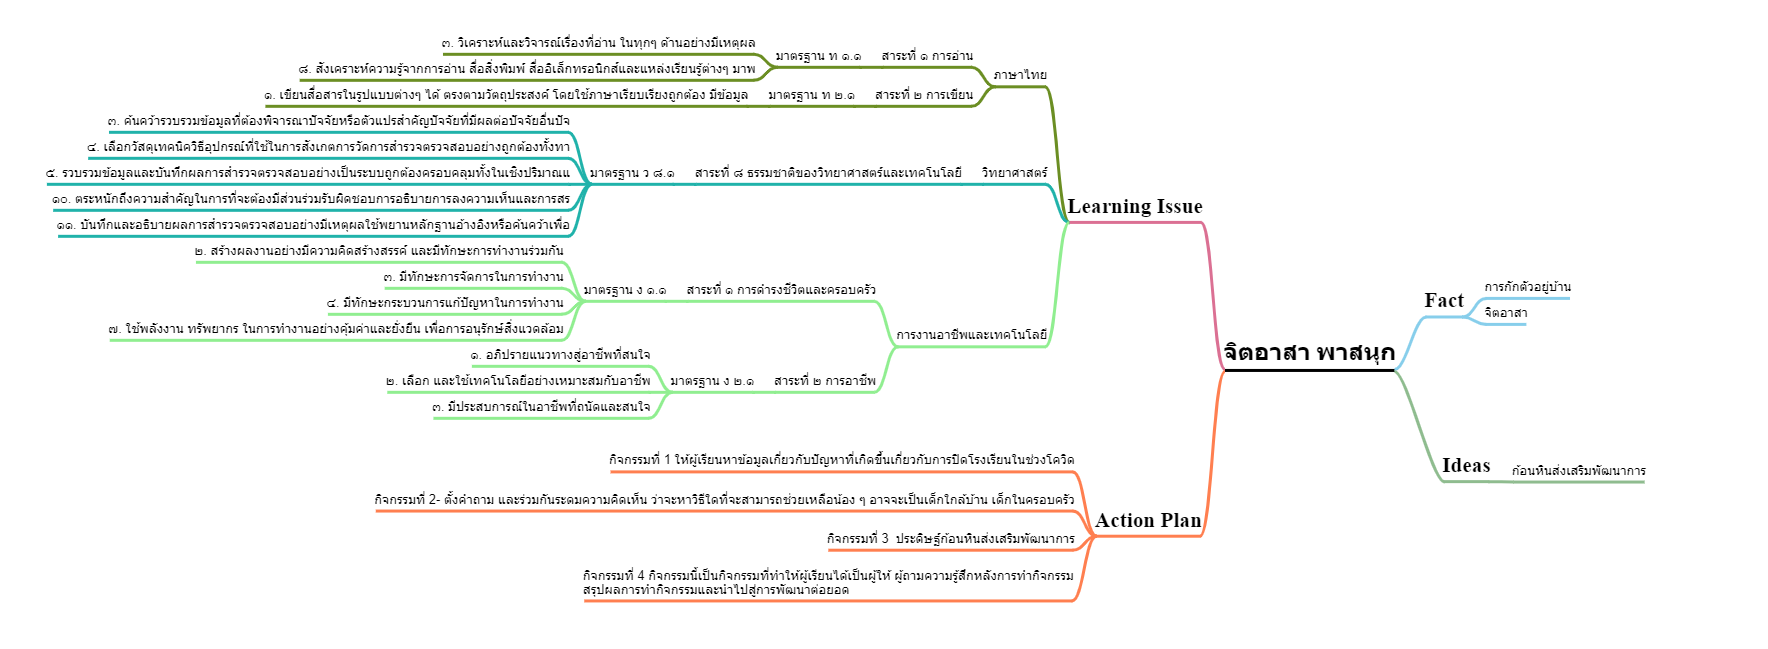 ๓. วิเคราะห์และวิจารณ์เรื่องที่อ่าน ในทุกๆ ด้านอย่างมีเหตุผล
๘. สังเคราะห์ความรู้จากการอ่าน สื่อสิ่งพิมพ์ สื่ออิเล็กทรอนิกส์และแหล่งเรียนรู้ต่างๆ มาพ
มาตรฐาน ท ๑.๑
สาระที่ ๑ การอ่าน
๑. เขียนสื่อสารในรูปแบบต่างๆ ได้ ตรงตามวัตถุประสงค์ โดยใช้ภาษาเรียบเรียงถูกต้อง มีข้อมูล
มาตรฐาน ท ๒.๑
สาระที่ ๒ การเขียน
ภาษาไทย
๓. ค้นคว้ารวบรวมข้อมูลที่ต้องพิจารณาปัจจัยหรือตัวแปรสำคัญปัจจัยที่มีผลต่อปัจจัยอื่นปัจ
๔. เลือกวัสดุเทคนิควิธีอุปกรณ์ที่ใช้ในการสังเกตการวัดการสำรวจตรวจสอบอย่างถูกต้องทั้งทา
๕. รวบรวมข้อมูลและบันทึกผลการสำรวจตรวจสอบอย่างเป็นระบบถูกต้องครอบคลุมทั้งในเชิงปริมาณแ
๑๐. ตระหนักถึงความสำคัญในการที่จะต้องมีส่วนร่วมรับผิดชอบการอธิบายการลงความเห็นและการสร
๑๑. บันทึกและอธิบายผลการสำรวจตรวจสอบอย่างมีเหตุผลใช้พยานหลักฐานอ้างอิงหรือค้นคว้าเพื่อ
มาตรฐาน ว ๘.๑
สาระที่ ๘ ธรรมชาติของวิทยาศาสตร์และเทคโนโลยี
วิทยาศาสตร์
๒. สร้างผลงานอย่างมีความคิดสร้างสรรค์ และมีทักษะการทำงานร่วมกัน
๓. มีทักษะการจัดการในการทำงาน
๔. มีทักษะกระบวนการแก้ปัญหาในการทำงาน
๗. ใช้พลังงาน ทรัพยากร ในการทำงานอย่างคุ้มค่าและยั่งยืน เพื่อการอนุรักษ์สิ่งแวดล้อม
มาตรฐาน ง ๑.๑
สาระที่ ๑ การดำรงชีวิตและครอบครัว
๑. อภิปรายแนวทางสู่อาชีพที่สนใจ
๒. เลือก และใช้เทคโนโลยีอย่างเหมาะสมกับอาชีพ
๓. มีประสบการณ์ในอาชีพที่ถนัดและสนใจ
มาตรฐาน ง ๒.๑
สาระที่ ๒ การอาชีพ
การงานอาชีพและเทคโนโลยี
Learning Issue
กิจกรรมที่ 1 ให้ผู้เรียนหาข้อมูลเกี่ยวกับปัญหาที่เกิดขึ้นเกี่ยวกับการปิดโรงเรียนในช่วงโควิด
กิจกรรมที่ 2- ตั้งคำถาม และร่วมกันระดมความคิดเห็น ว่าจะหาวิธีใดที่จะสามารถช่วยเหลือน้อง ๆ อาจจะเป็นเด็กใกล้บ้าน เด็กในครอบครัว
กิจกรรมที่ 3 ประดิษฐ์ก้อนหินส่งเสริมพัฒนาการ
กิจกรรมที่ 4 กิจกรรมนี้เป็นกิจกรรมที่ทำให้ผู้เรียนได้เป็นผู้ให้ ผู้ถามความรู้สึกหลังการทำกิจกรรม
สรุปผลการทำกิจกรรมและนำไปสู่การพัฒนาต่อยอด
Action Plan
จิตอาสา พาสนุก
Fact
การกักตัวอยู่บ้าน
จิตอาสา
Ideas
ก้อนหินส่งเสริมพัฒนาการ